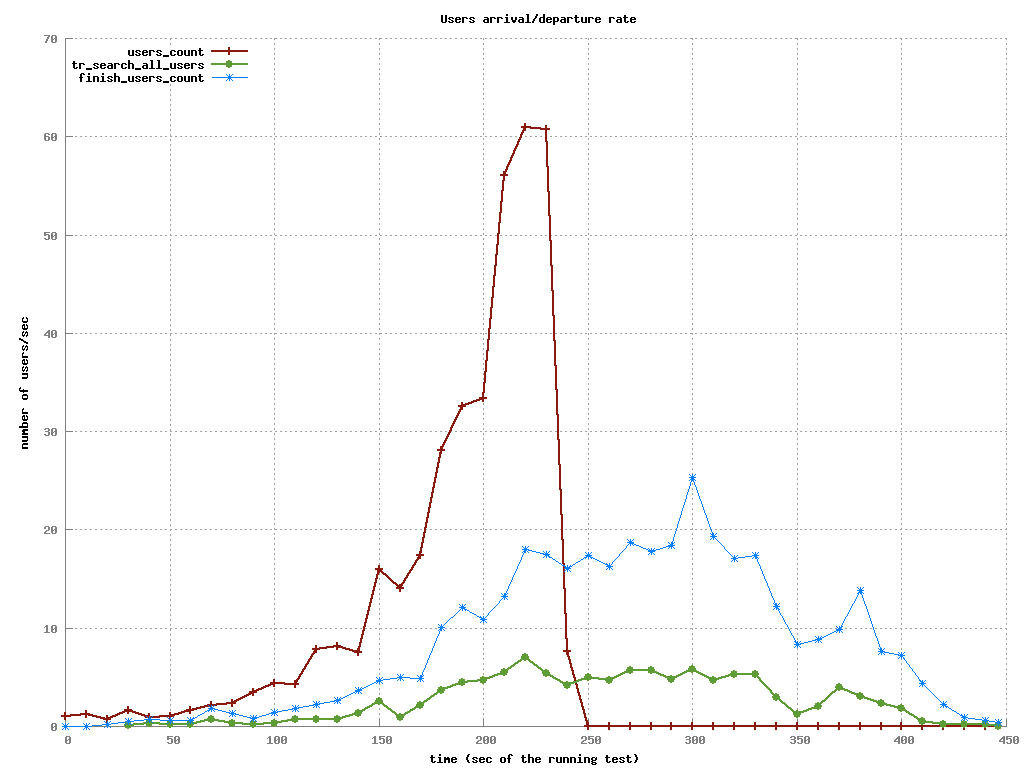 Users arrival/departure rate
users_count
tr_search_all_users
finish_users_count
number of users/sec
70
60
50
40
30
20
10
0
0 50 100 150 200 250 300 350 400 450
time (sec of the running test)